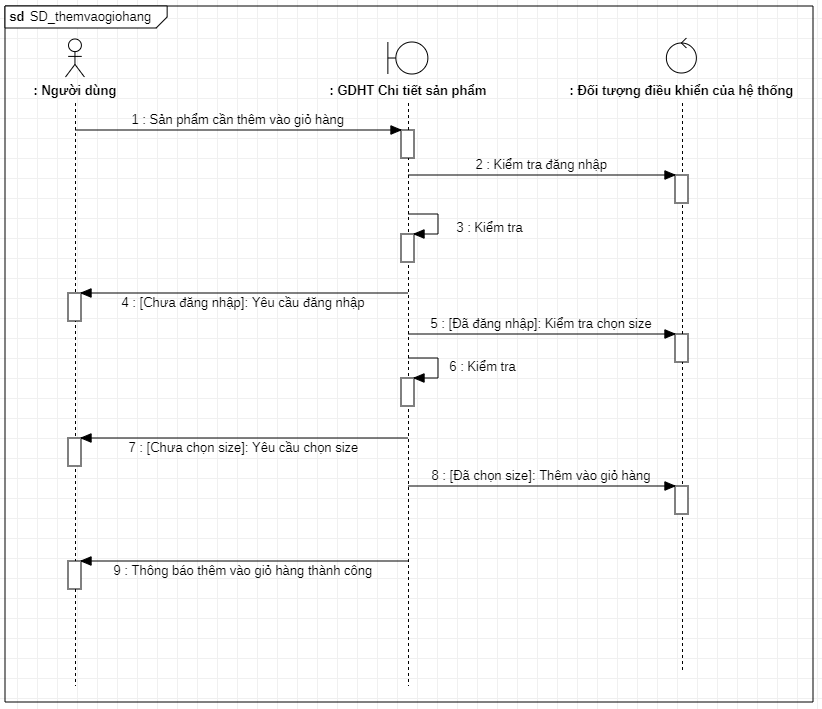 sd SD_themvaogiohang
: Người dùng
: GDHT Chi tiết sản phẩm
: Đối tượng điều khiển của hệ thống
1 : Sản phẩm cần thêm vào giỏ hàng
2 : Kiểm tra đăng nhập
3 : Kiểm tra
4 : [Chưa đăng nhập]: Yêu cầu đăng nhập
5 : [Đã đăng nhập]: Kiểm tra chọn size
6 : Kiểm tra
7 : [Chưa chọn size]: Yêu cầu chọn size
8 : [Đã chọn size]: Thêm vào giỏ hàng
9 : Thông báo thêm vào giỏ hàng thành công